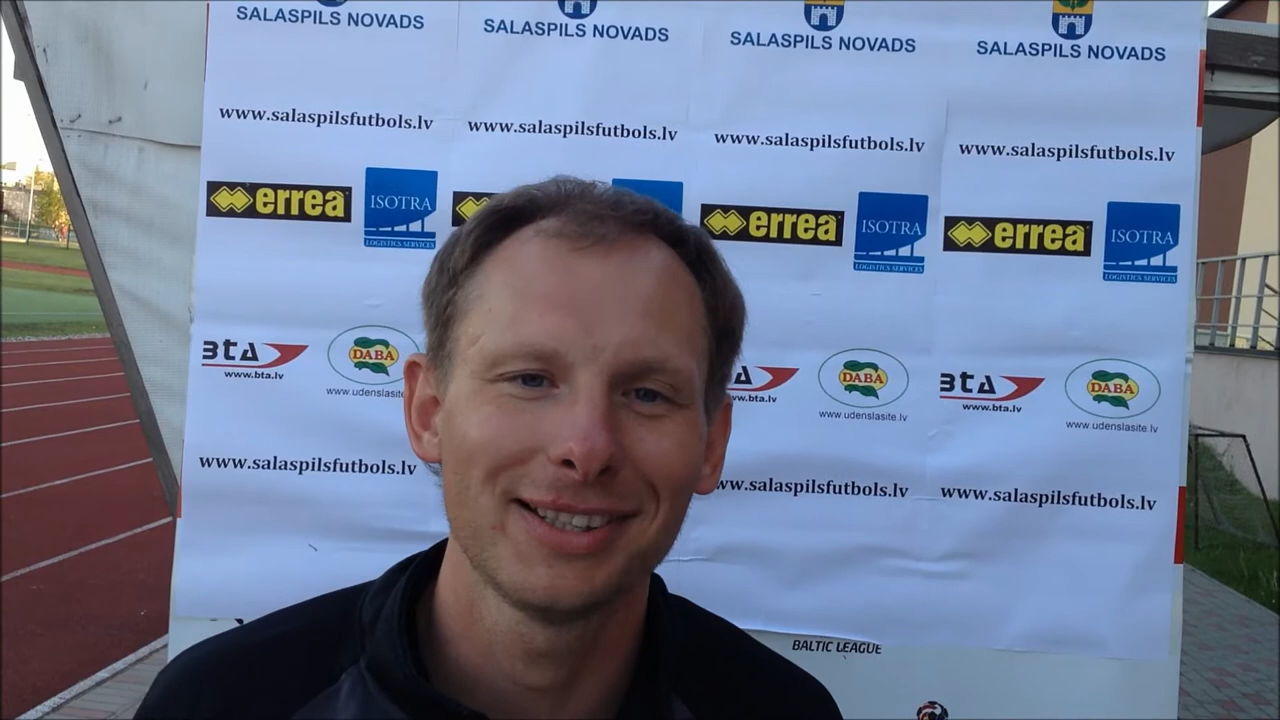 SALASPILS NOVADS SALASPILS NOVADS SALASPILS NOVADS SALASPILS NOVADS
www.salaspilsfutbols.lv www.salaspilsfutbols.lv www.salaspilsfutbols.lv www.salaspilsfutbols.lv
errea ISOTRA errea ISOTRA errea ISOTRA
LOGISTICS SERVICES LOGISTICS SERVICES LOGISTICS SERVICES
BTA DABA DABA BTA DABA
www.bta.lv www.udenslasite.lv www.bta.lv www.udenslasite.lv www.bta.lv www.udenslasite.lv
www.salaspilsfutbols.lv www.salaspilsfutbols.lv www.salaspilsfutbols.lv
BALTIC LEAGUE